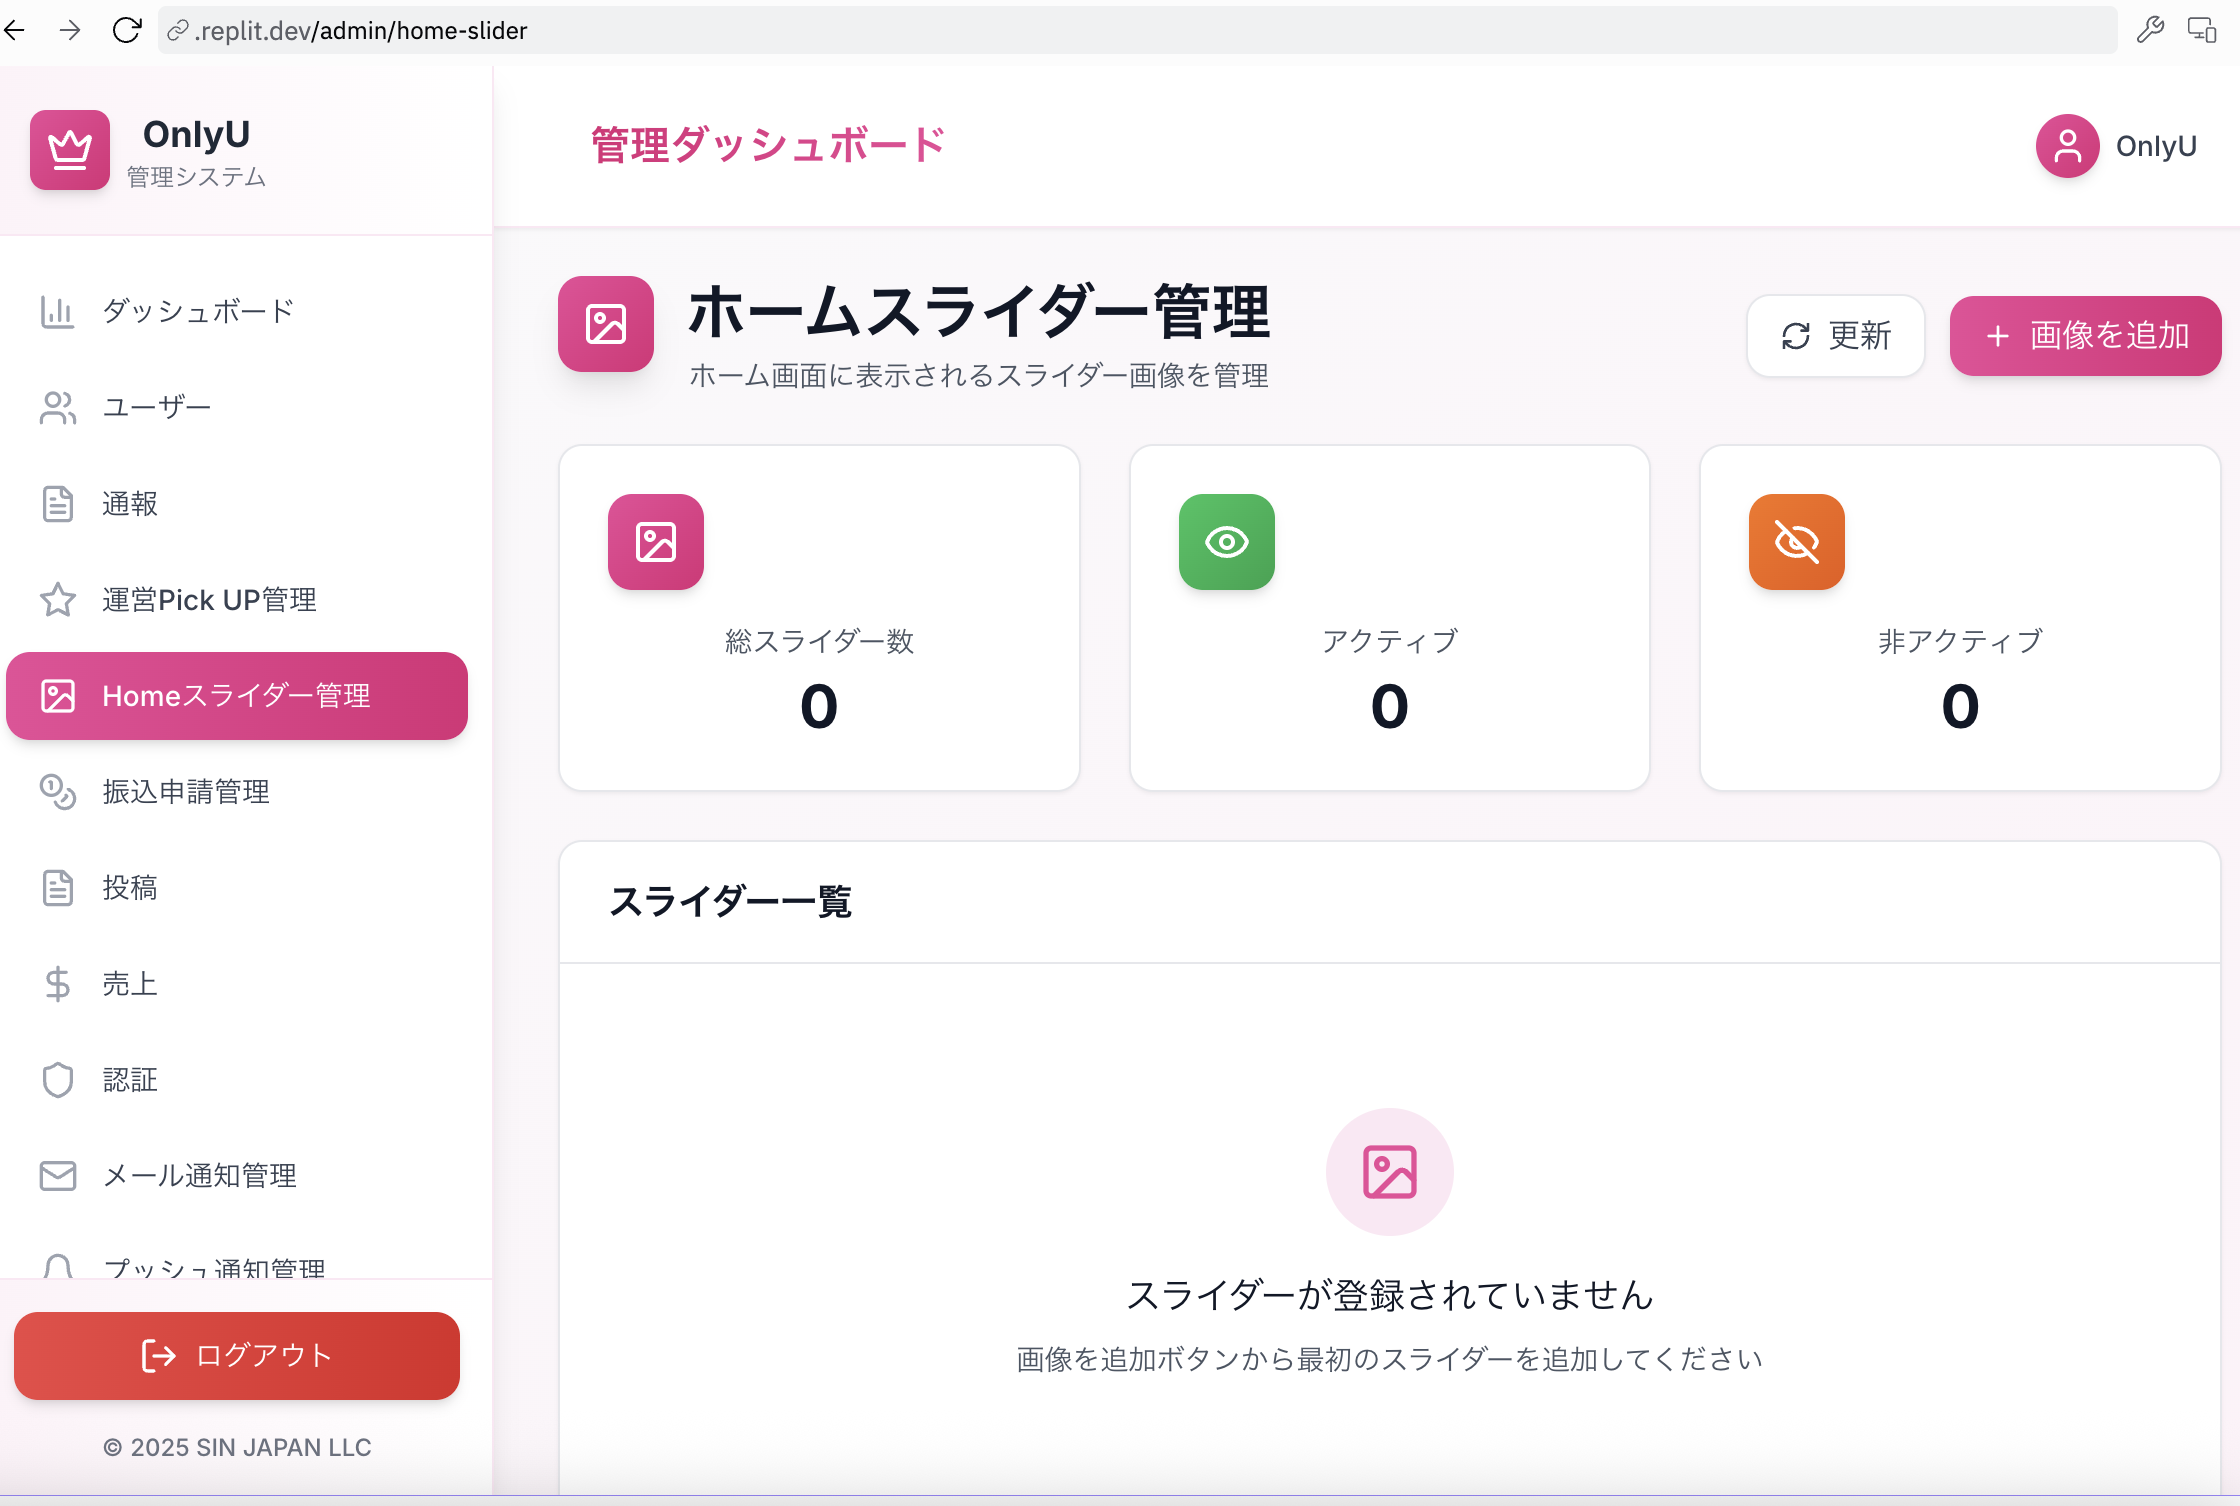 .replit.dev/admin/home-slider
OnlyU
管理システム
管理ダッシュボード
OnlyU
ダッシュボード
ユーザー
通報
運営Pick UP管理
Homeスライダー管理
振込申請管理
投稿
売上
認証
メール通知管理
プッシュ通知管理
ログアウト
© 2025 SIN JAPAN LLC
ホームスライダー管理
ホーム画面に表示されるスライダー画像を管理
更新
画像を追加
総スライダー数
0
アクティブ
0
非アクティブ
0
スライダー一覧
スライダーが登録されていません
画像を追加ボタンから最初のスライダーを追加してください